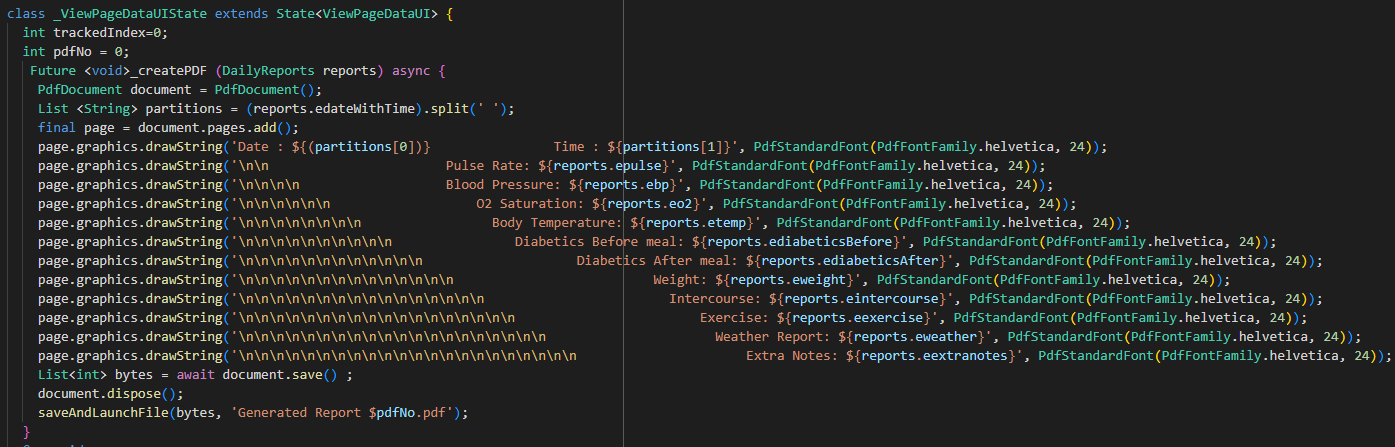 class _ViewPageDataUIState extends State<ViewPageDataUI> {
int trackedIndex=0;
int pdfNo = 0;
Future <void>_createPDF (DailyReports reports) async {
PdfDocument document = PdfDocument();
List <String> partitions = (reports.edateWithTime).split(' ');
final page = document.pages.add();
page.graphics.drawString('Date : ${(partitions[0])}                Time : ${partitions[1]}', PdfStandardFont(PdfFontFamily.helvetica, 24));
page.graphics.drawString('\n\n                       Pulse Rate: ${reports.epulse}', PdfStandardFont(PdfFontFamily.helvetica, 24));
page.graphics.drawString('\n\n\n\n                   Blood Pressure: ${reports.ebp}', PdfStandardFont(PdfFontFamily.helvetica, 24));
page.graphics.drawString('\n\n\n\n\n\n                   O2 Saturation: ${reports.eo2}', PdfStandardFont(PdfFontFamily.helvetica, 24));
page.graphics.drawString('\n\n\n\n\n\n\n\n                 Body Temperature: ${reports.etemp}', PdfStandardFont(PdfFontFamily.helvetica, 24));
page.graphics.drawString('\n\n\n\n\n\n\n\n\n\n                Diabetics Before meal: ${reports.ediabeticsBefore}', PdfStandardFont(PdfFontFamily.helvetica, 24));
page.graphics.drawString('\n\n\n\n\n\n\n\n\n\n\n\n                    Diabetics After meal: ${reports.ediabeticsAfter}', PdfStandardFont(PdfFontFamily.helvetica, 24));
page.graphics.drawString('\n\n\n\n\n\n\n\n\n\n\n\n\n\n                          Weight: ${reports.eweight}', PdfStandardFont(PdfFontFamily.helvetica, 24));
page.graphics.drawString('\n\n\n\n\n\n\n\n\n\n\n\n\n\n\n\n                        Intercourse: ${reports.eintercourse}', PdfStandardFont(PdfFontFamily.helvetica, 24));
page.graphics.drawString('\n\n\n\n\n\n\n\n\n\n\n\n\n\n\n\n\n\n                        Exercise: ${reports.eexercise}', PdfStandardFont(PdfFontFamily.helvetica, 24));
page.graphics.drawString('\n\n\n\n\n\n\n\n\n\n\n\n\n\n\n\n\n\n\n\n                      Weather Report: ${reports.eweather}', PdfStandardFont(PdfFontFamily.helvetica, 24));
page.graphics.drawString('\n\n\n\n\n\n\n\n\n\n\n\n\n\n\n\n\n\n\n\n\n\n                      Extra Notes: ${reports.eextranotes}', PdfStandardFont(PdfFontFamily.helvetica, 24));
List<int> bytes = await document.save() ;
document.dispose();
saveAndLaunchFile(bytes, 'Generated Report $pdfNo.pdf');
}